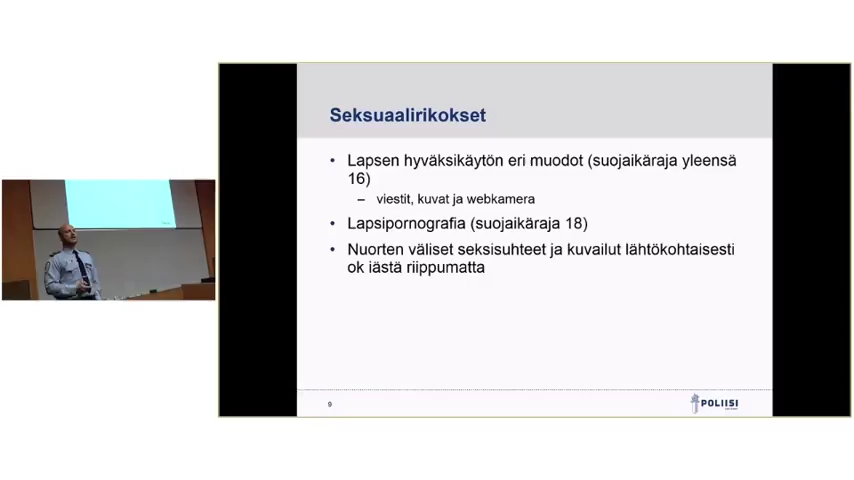 Seksuaalirikokset
• Lapsen hyväksikäytön eri muodot (suojaikäraja yleensä
16)
– viestit, kuvat ja webkamera
• Lapsipornografia (suojaikäraja 18)
• Nuorten väliset seksisuhteet ja kuvailut lähtökohtaisesti
ok iästä riippumatta
9
POLIISI